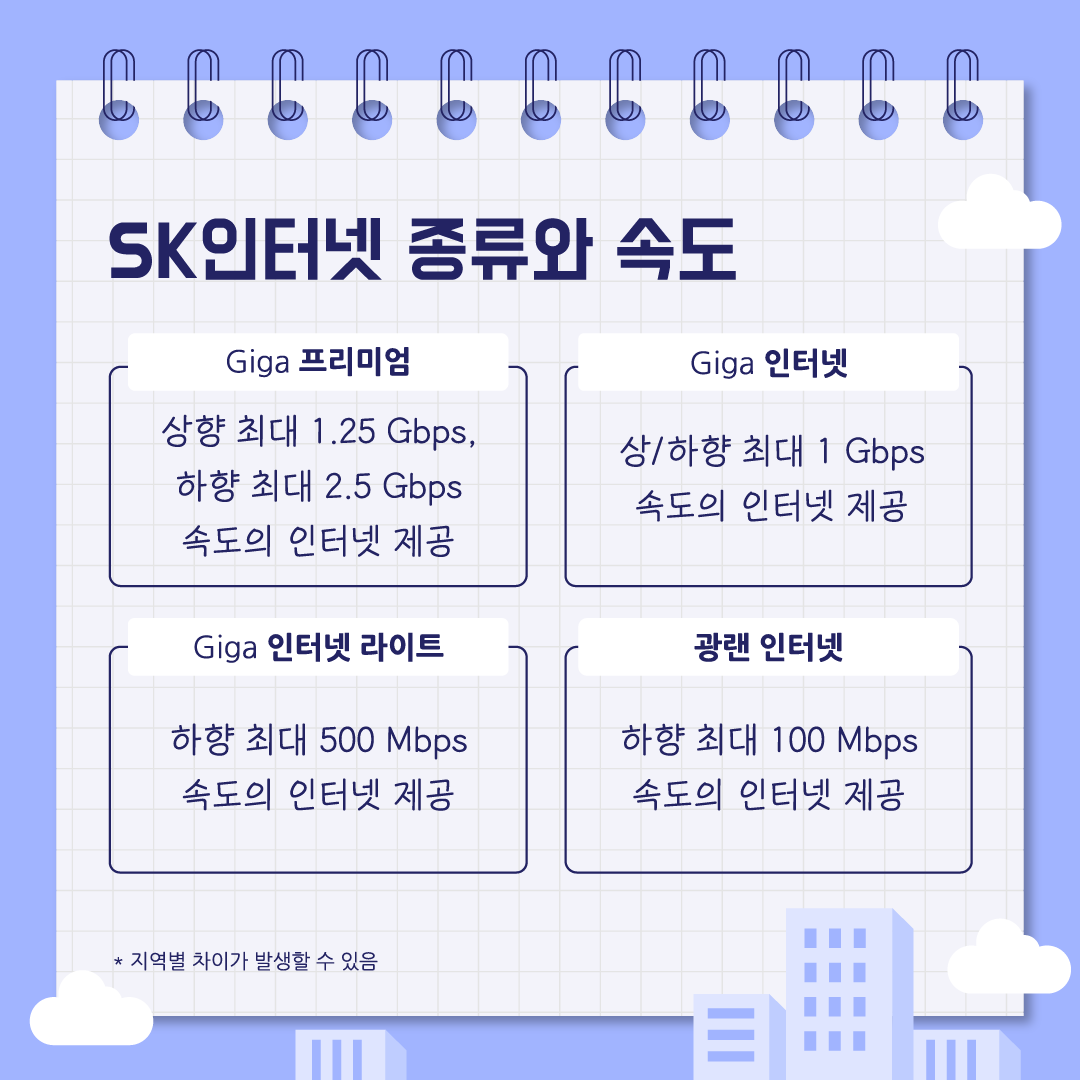 SK인터넷 종류와 속도
Giga 프리미엄
상향 최대 1.25 Gbps,
하향 최대 2.5 Gbps
속도의 인터넷 제공
Giga 인터넷
상/하향 최대 1 Gbps
속도의 인터넷 제공
Giga 인터넷 라이트
하향 최대 500 Mbps
속도의 인터넷 제공
광랜 인터넷
하향 최대 100 Mbps
속도의 인터넷 제공
* 지역별 차이가 발생할 수 있음